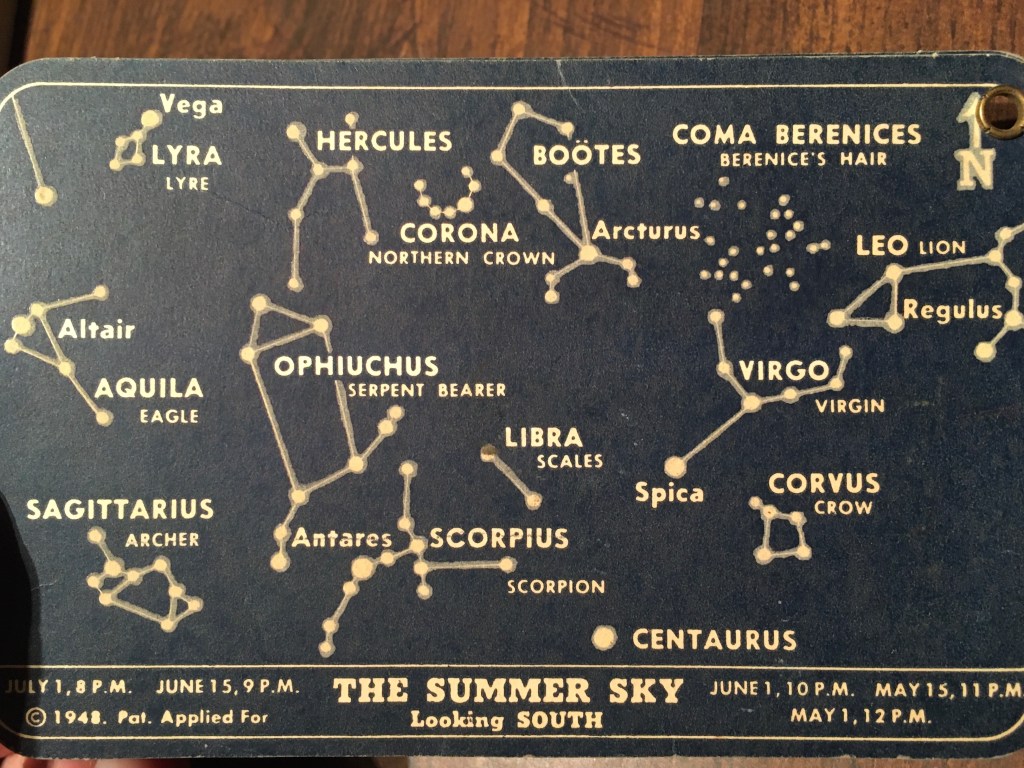 Vega
LYRA
LYRE
HERCULES
CORONA
NORTHERN CROWN
BOÖTES
Arcturus
COMA BERENICES
BERENICE'S HAIR
N
LEO LION
Regulus
Altair
AQUILA
EAGLE
OPHIUCHUS
SERPENT BEARER
VIRGO
VIRGIN
LIBRA
SCALES
Spica
CORVUS
CROW
SAGITTARIUS
ARCHER
Antares
SCORPIUS
SCORPION
CENTAURUS
JULY 1, 8 P.M. JUNE 15, 9 P.M.
© 1948. Pat. Applied For
THE SUMMER SKY
Looking SOUTH
JUNE 1, 10 P.M. MAY 15, 11 P.M
MAY 1, 12 P.M.